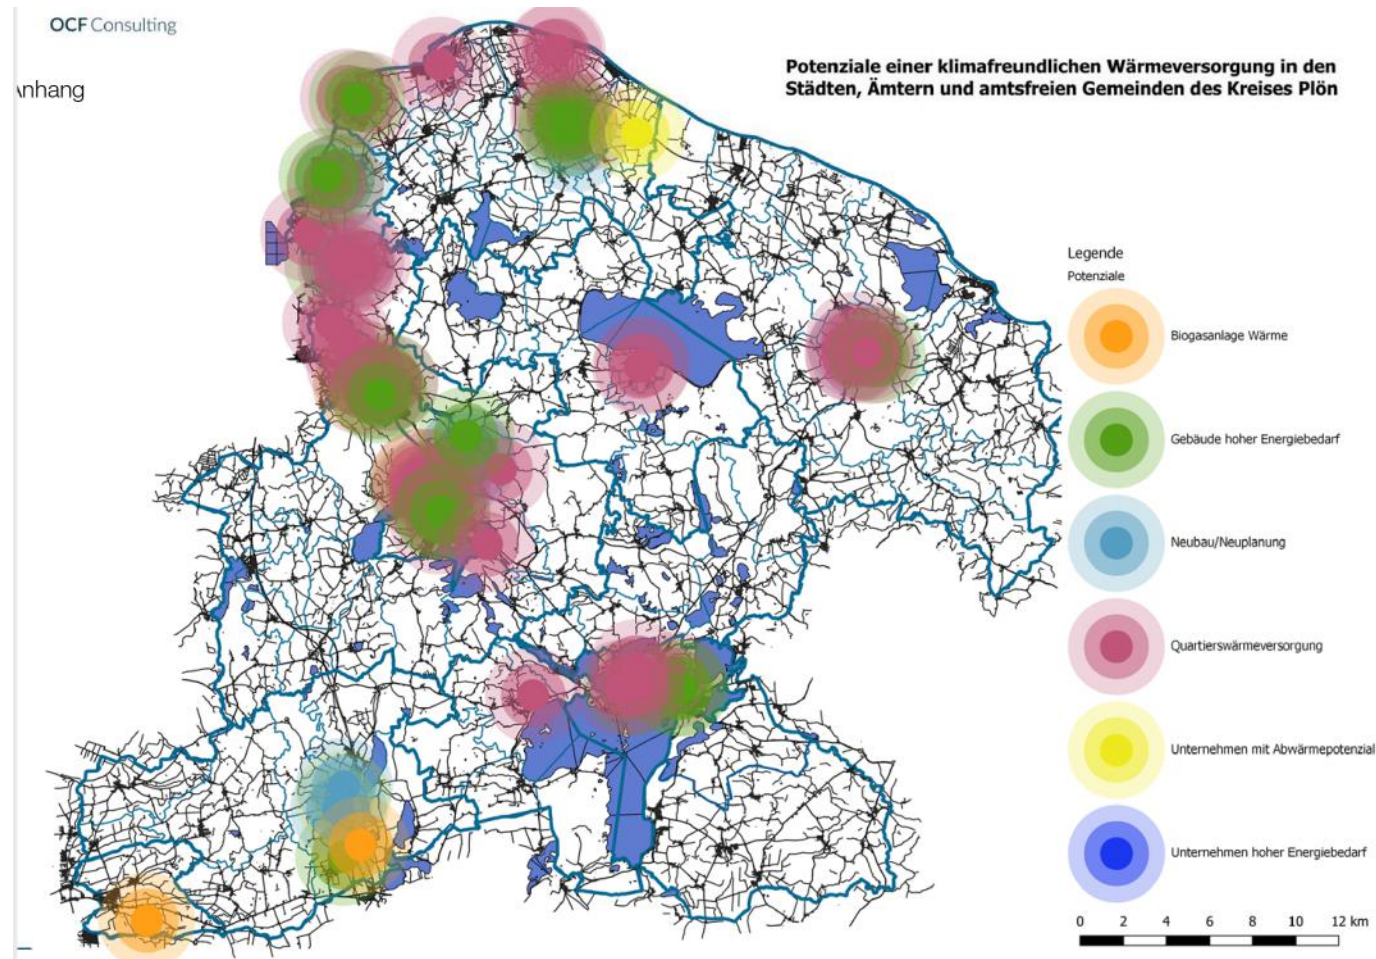 OCF Consulting
Anhang
Potenziale einer klimafreundlichen Wärmeversorgung in den
Städten, Ämtern und amtsfreien Gemeinden des Kreises Plön
Legende
Potenziale
Biogasanlage Wärme
Gebäude hoher Energiebedarf
Neubau/Neuplanung
Quartierswärmeversorgung
Unternehmen mit Abwärmepotenzial
Unternehmen hoher Energiebedarf
0 2 4 6 8 10 12 km